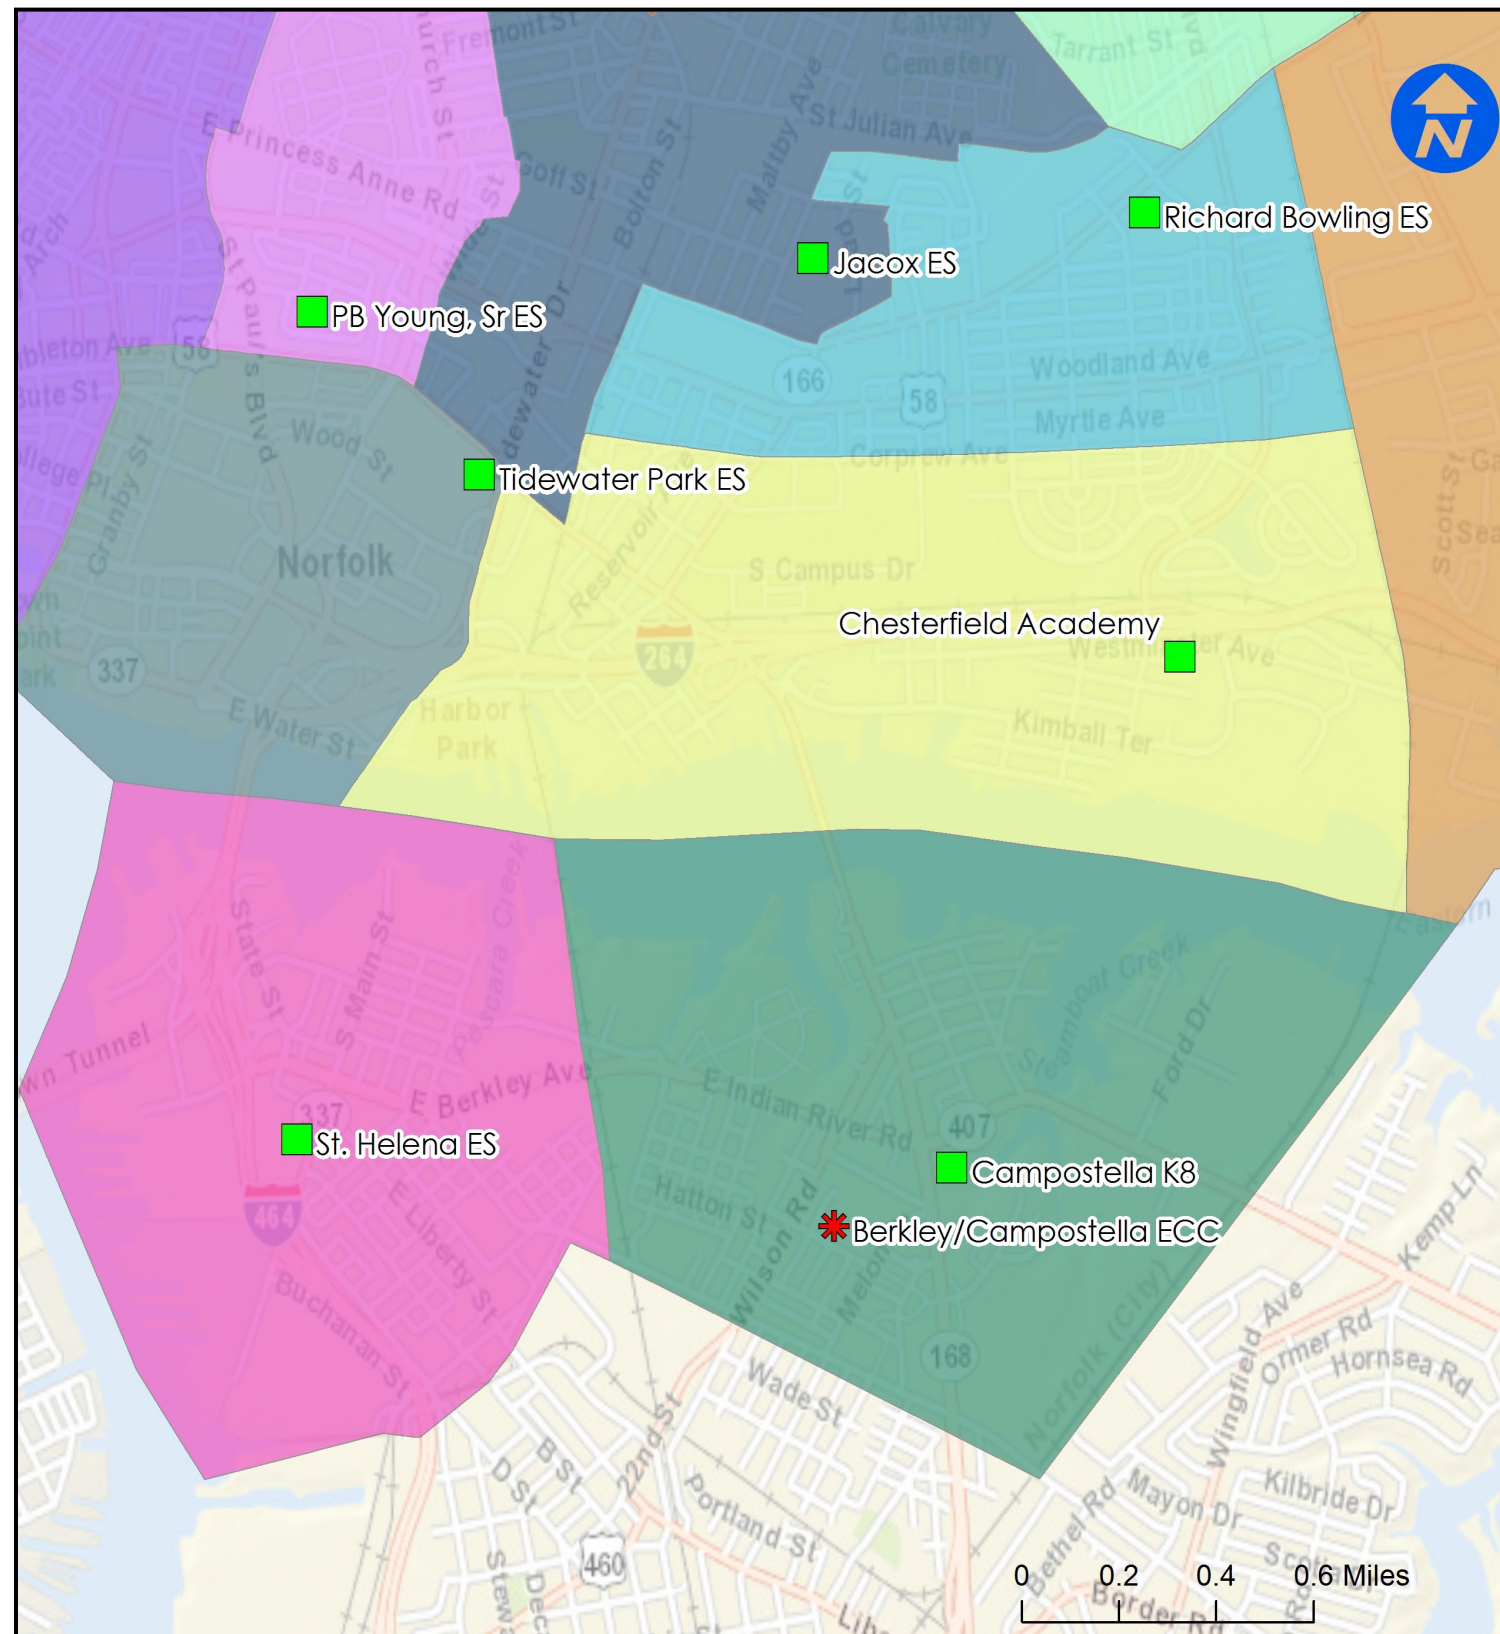 Fremont St
Calvary
Cemetery
Tarrant St
E Princess Anne Rd
St Julian Ave
Goff St
Bolton St
Maltby Ave
N
Richard Bowling ES
Jacox ES
PB Young, Sr ES
St Paul's Blvd
58
Tidewater Dr
166
58
Woodland Ave
Myrtle Ave
Corprew Ave
Bute St
Wood St
Granby St
Tidewater Park ES
Scott St
Norfolk
S Campus Dr
Chesterfield Academy
264
337
Westminster Ave
E Water St
Harbor
Park
Kimball Ter
State St
S Main St
Pescara Creek
Steamboat Creek
Ford Dr
Eastern
E Berkley Ave
E Indian River Rd
337
407
St. Helena ES
Campostella K8
Hatton St
Wilson Rd
464
E Liberty St
Berkley/Campostella ECC
Kemp Ln
Buchanan St
Norfolk (City)
168
Wingfield Ave
Ormer Rd
Hornsea Rd
Wade St
22nd St
B St
D St
Portland St
Bethel Rd
Mayon Dr
Kilbride Dr
460
0 0.2 0.4 0.6 Miles
Border Rd